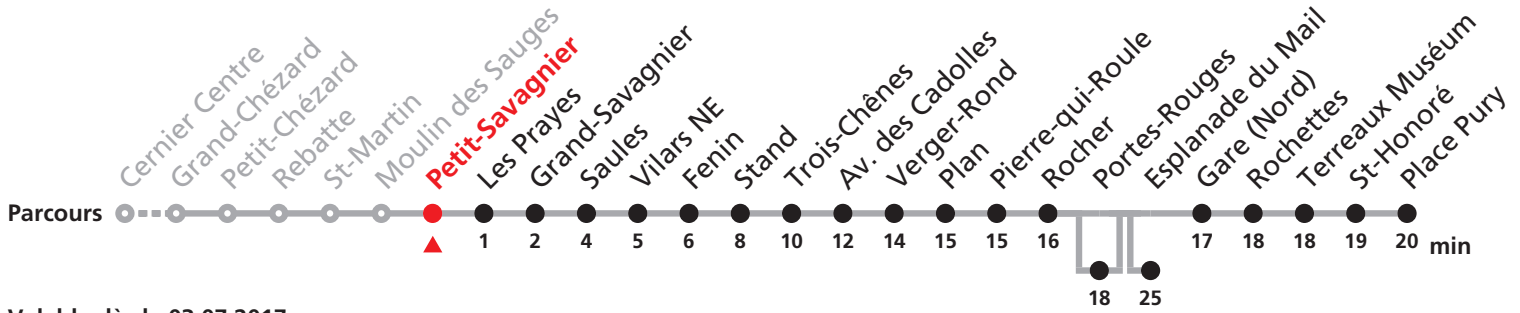 Cernier Centre
Grand-Chézard
Petit-Chézard
Rebatte
St-Martin
Moulin des Sauges
Petit-Savagnier
Les Prayes
Grand-Savagnier
Saules
Vilars NE
Fenin
Stand
Trois-Chênes
Av. des Cadolles
Verger-Rond
Plan
Pierre-qui-Roule
Rocher
Portes-Rouges
Esplanade du Mail
Gare (Nord)
Rochettes
Terreaux Muséum
St-Honoré
Place Pury
Parcours
1 2 4 5 6 8 10 12 14 15 15 16 17 18 18 19 20 min
18 25